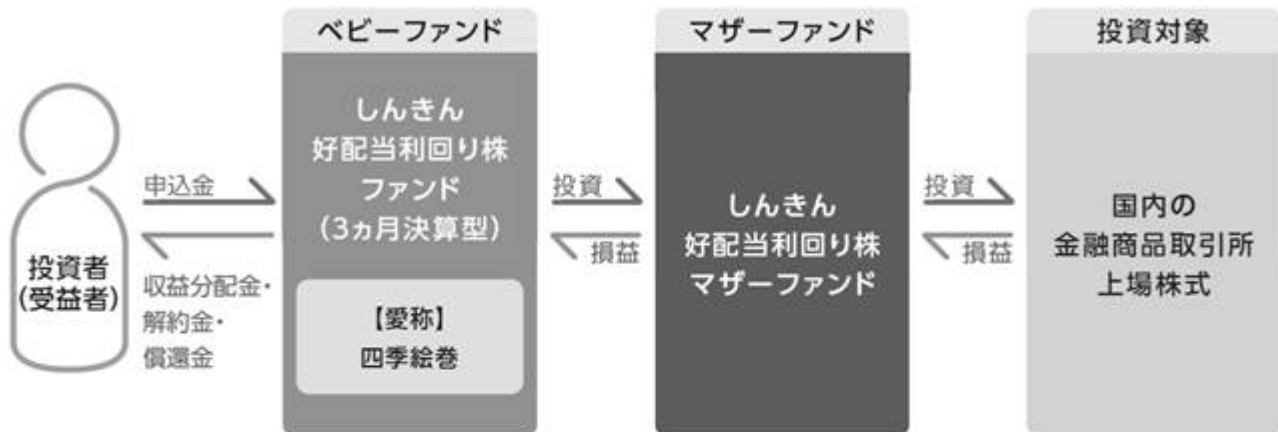 ベビーファンド
マザーファンド
投資対象
投資者
(受益者)
申込金
収益分配金・
解約金・
償還金
しんきん
好配当利回り株
ファンド
(3ヵ月決算型)
【愛称】
四季絵巻
投資
損益
しんきん
好配当利回り株
マザーファンド
投資
損益
国内の
金融商品取引所
上場株式